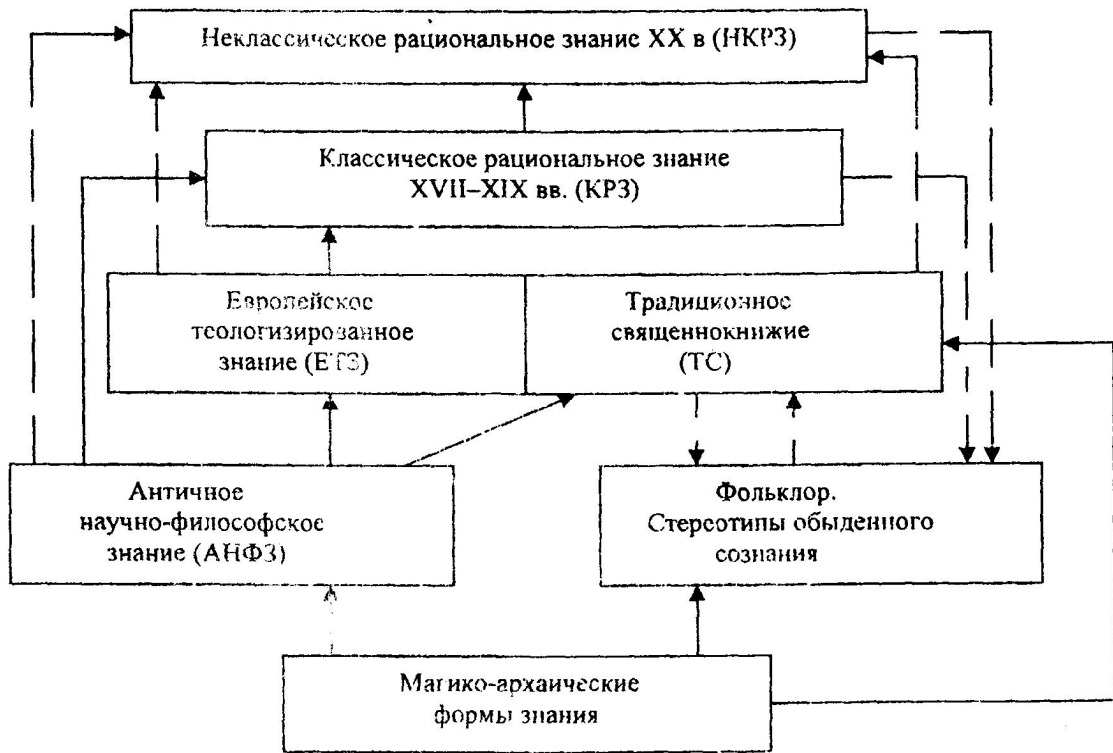 Неклассическое рациональное знание XX в (НКРЗ)
Классическое рациональное знание
XVII–XIX вв. (КРЗ)
Европейское
теологизированное
знание (ЕТЗ)
Традиционное
священнокнижие
(ТС)
Античное
научно-философское
знание (АНФЗ)
Фольклор.
Стереотипы обыденного
сознания
Магико-архаические
формы знания